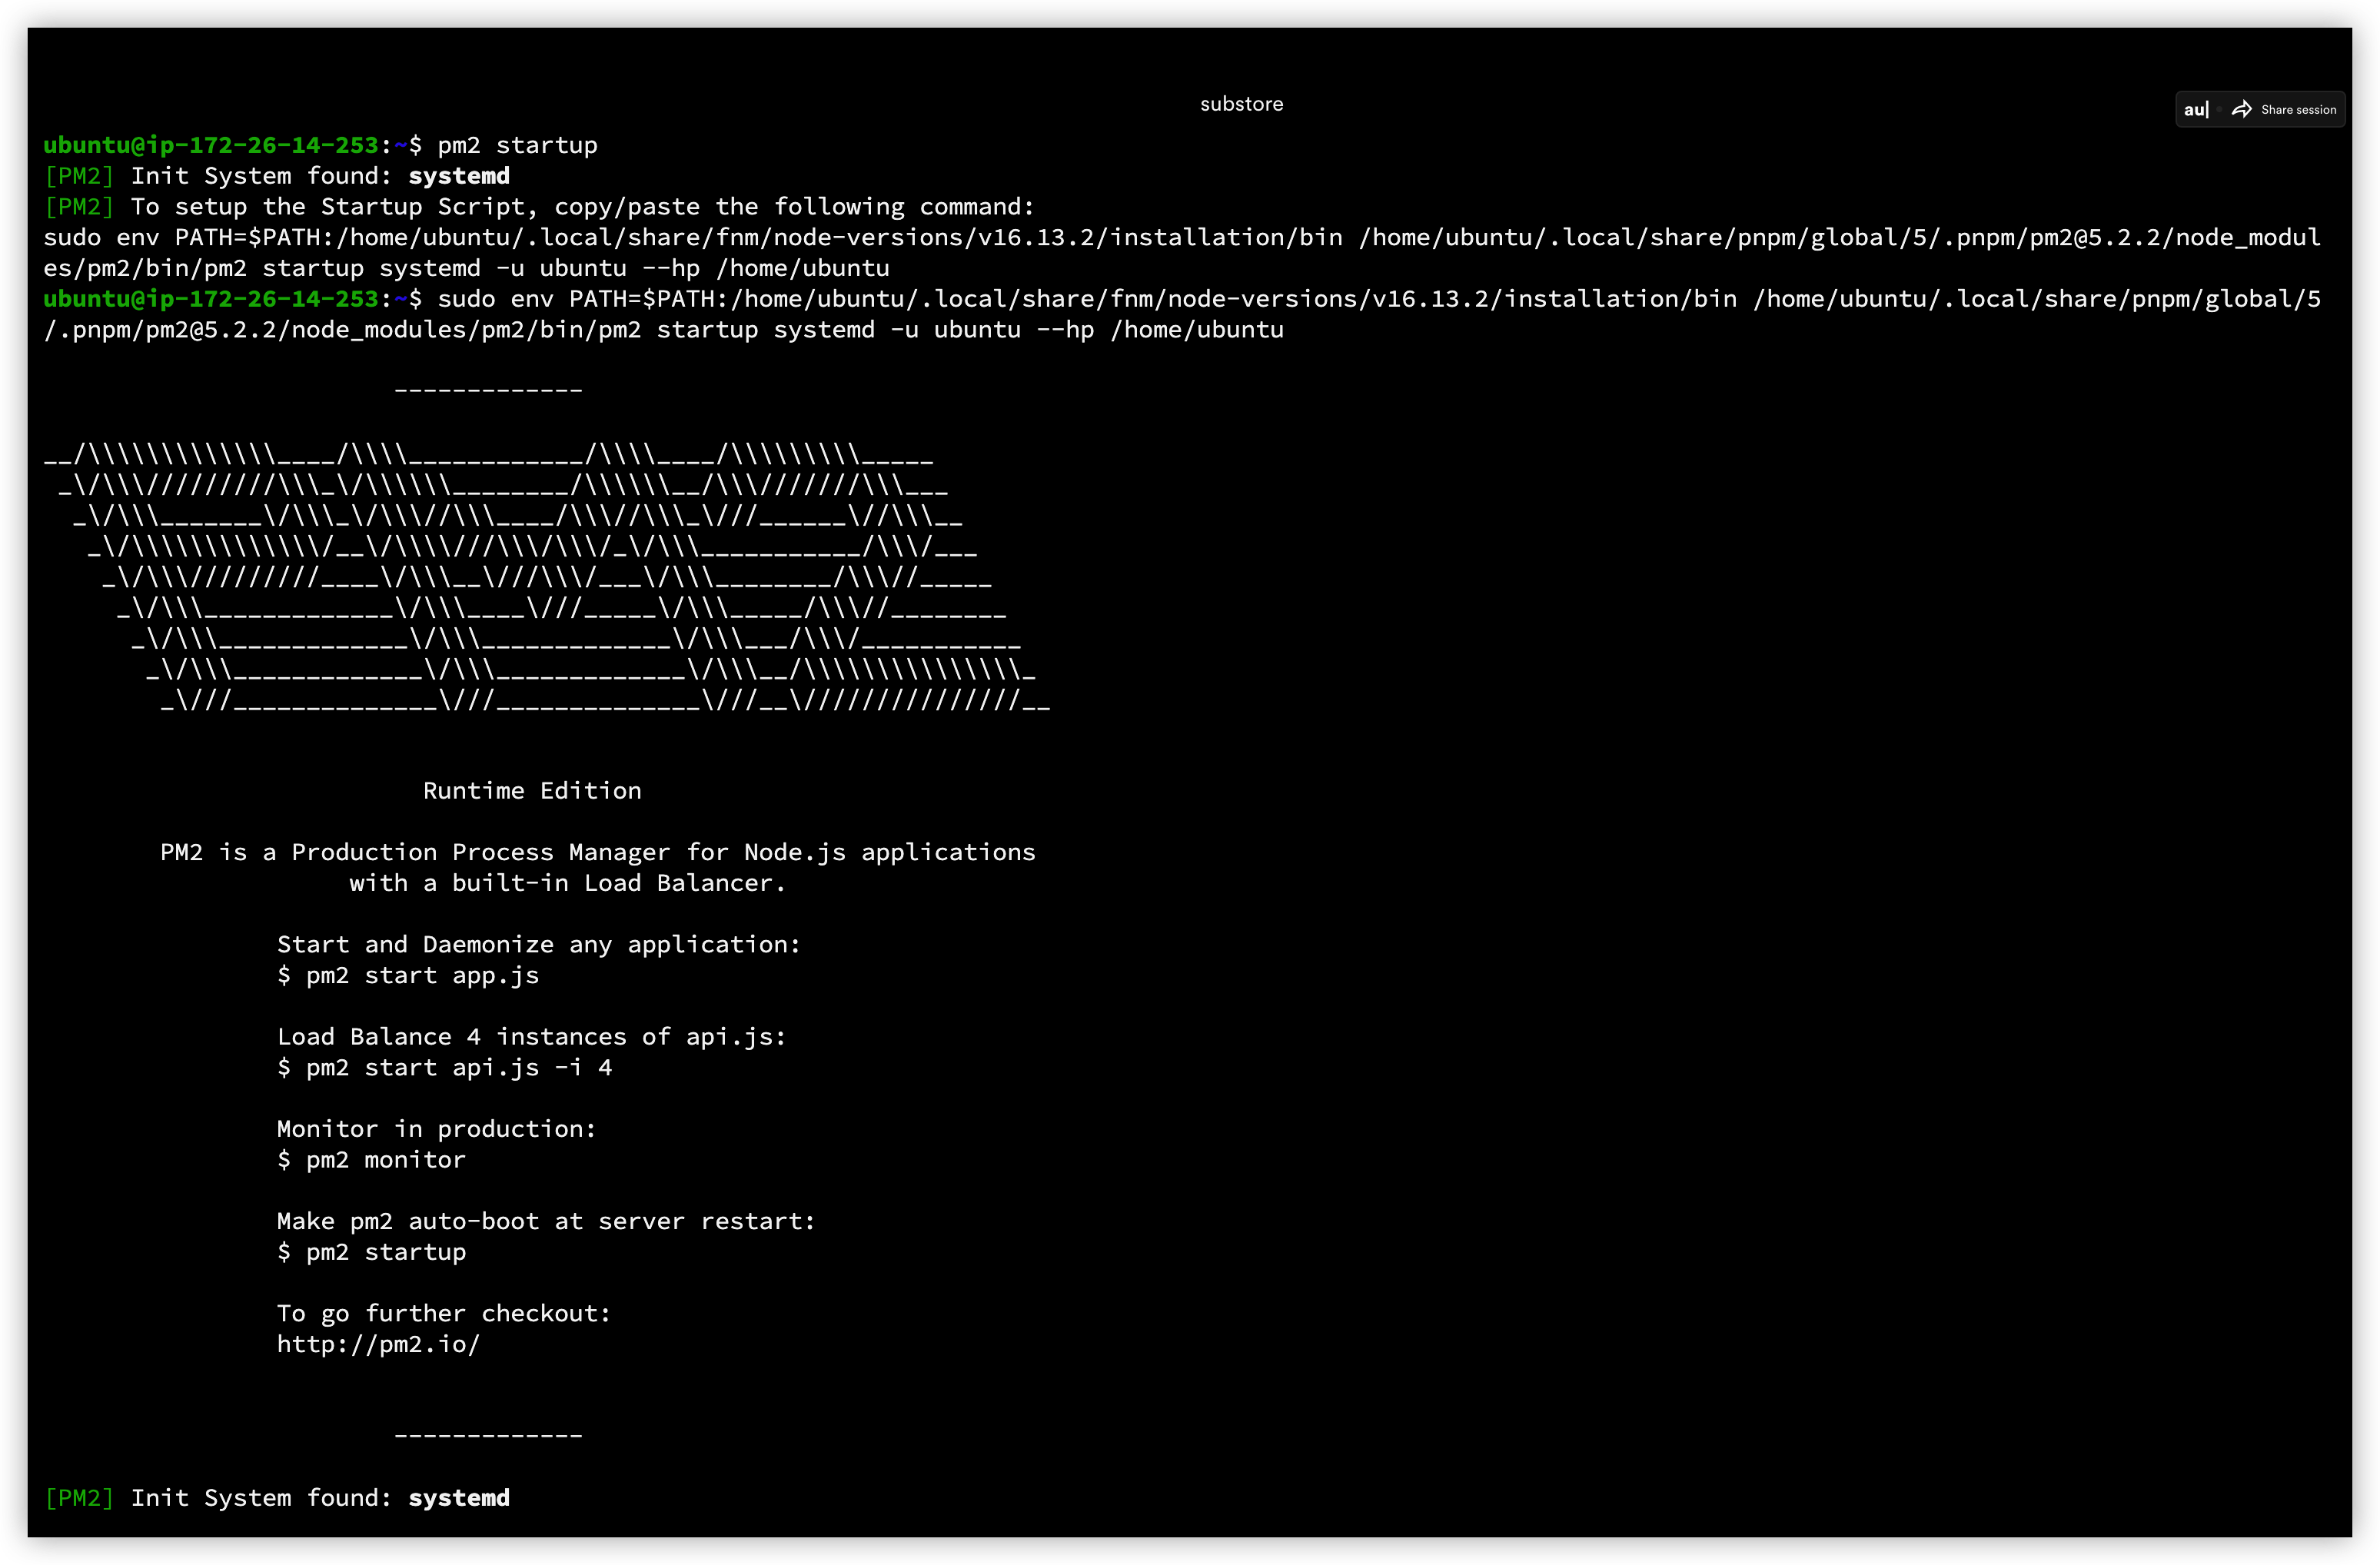 substore
au| Share session
ubuntu@ip-172-26-14-253:~$ pm2 startup
[PM2] Init System found: systemd
[PM2] To setup the Startup Script, copy/paste the following command:
sudo env PATH=$PATH:/home/ubuntu/.local/share/fnm/node-versions/v16.13.2/installation/bin /home/ubuntu/.local/share/pnpm/global/5/.pnpm/pm2@5.2.2/node_modul
es/pm2/bin/pm2 startup systemd -u ubuntu --hp /home/ubuntu
ubuntu@ip-172-26-14-253:~$ sudo env PATH=$PATH:/home/ubuntu/.local/share/fnm/node-versions/v16.13.2/installation/bin /home/ubuntu/.local/share/pnpm/global/5
/.pnpm/pm2@5.2.2/node_modules/pm2/bin/pm2 startup systemd -u ubuntu --hp /home/ubuntu
-------------
__/\\\\\\\\\\\\\____/\\\\____________/\\\\____/\\\\\\\\\_____
_\/\\\/////////\\\_\/\\\\\\________/\\\\\\__/\\\///////\\\___
_\/\\\_______\/\\\_\/\\\//\\\____/\\\//\\\_\///______\//\\\__
_\/\\\\\\\\\\\\\/__\/\\\\///\\\/\\\/_\/\\\___________/\\\/___
_\/\\\/////////____\/\\\__\///\\\/___\/\\\________/\\\//_____
_\/\\\_____________\/\\\____\///_____\/\\\_____/\\\//________
_\/\\\_____________\/\\\_____________\/\\\___/\\\/___________
_\/\\\_____________\/\\\_____________\/\\\__/\\\\\\\\\\\\\\\_
_\///______________\///______________\///__\///////////////__
Runtime Edition
PM2 is a Production Process Manager for Node.js applications
with a built-in Load Balancer.
Start and Daemonize any application:
$ pm2 start app.js
Load Balance 4 instances of api.js:
$ pm2 start api.js -i 4
Monitor in production:
$ pm2 monitor
Make pm2 auto-boot at server restart:
$ pm2 startup
To go further checkout:
http://pm2.io/
-------------
[PM2] Init System found: systemd